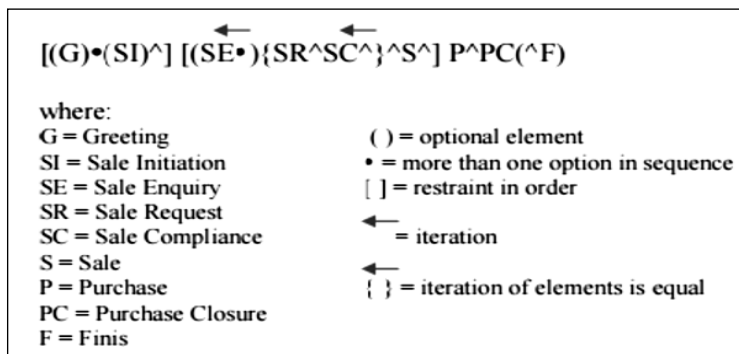 [(G)•(SI)^] [(SE•){SR^SC^}^S^] P^PC(^F)
where:
G = Greeting
SI = Sale Initiation
SE = Sale Enquiry
SR = Sale Request
SC = Sale Compliance
S = Sale
P = Purchase
PC = Purchase Closure
F = Finis
( ) = optional element
• = more than one option in sequence
[ ] = restraint in order
← = iteration
← { } = iteration of elements is equal